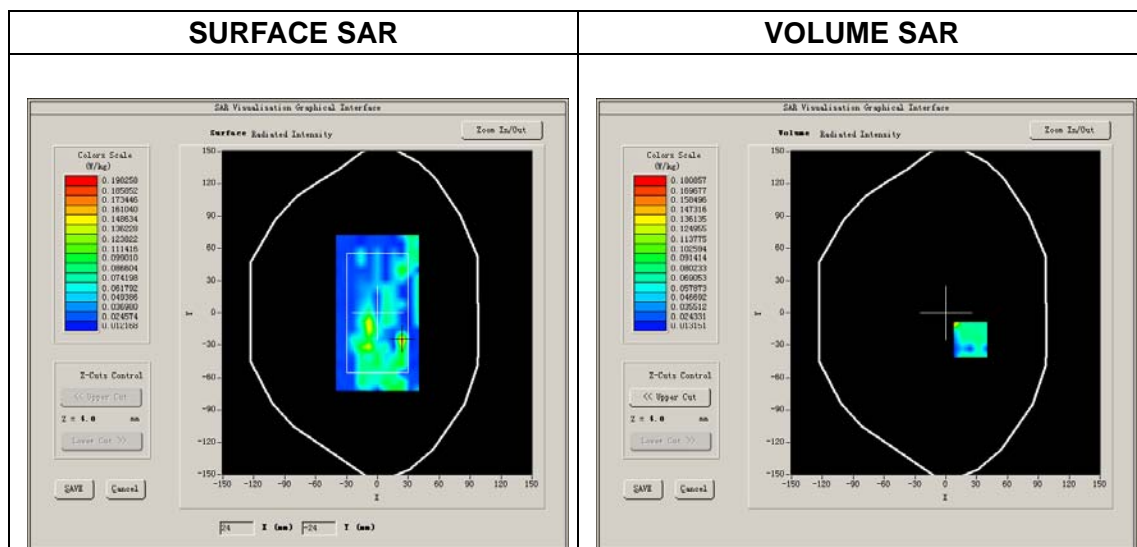 SURFACE SAR
VOLUME SAR
SAR Visualisation Graphical Interface
Surface Radiated Intensity
Zoom In/Out
Colors Scale
(W/kg)
0.198258
0.185852
0.173446
0.161040
0.148634
0.136228
0.123822
0.111416
0.099010
0.086604
0.074198
0.061792
0.049386
0.036980
0.024574
0.012168
Z-Cuts Control
<< Upper Cut
Z = 4.0 mm
Lower Cut >>
SAVE
Cancel
150
120
90
60
30
0
-30
-60
-90
-120
-150
Y
-150 -120 -90 -60 -30 0 30 60 90 120 150
X
24 X (mm) -24 Y (mm)
SAR Visualisation Graphical Interface
Volume Radiated Intensity
Zoom In/Out
Colors Scale
(W/kg)
0.180857
0.169677
0.158496
0.147316
0.136135
0.124955
0.113775
0.102594
0.091414
0.080233
0.069053
0.057873
0.046692
0.035512
0.024331
0.013151
Z-Cuts Control
<< Upper Cut
Z = 4.0 mm
Lower Cut >>
SAVE
Cancel
150
120
90
60
30
0
-30
-60
-90
-120
-150
Y
-150 -120 -90 -60 -30 0 30 60 90 120 150
X